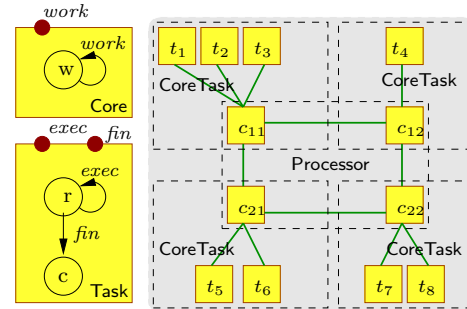 work
work
w
Core
exec
fin
exec
r
fin
c
Task
t1 t2 t3 t4
CoreTask CoreTask
c11 c12
Processor
c21 c22
CoreTask CoreTask
t5 t6 t7 t8